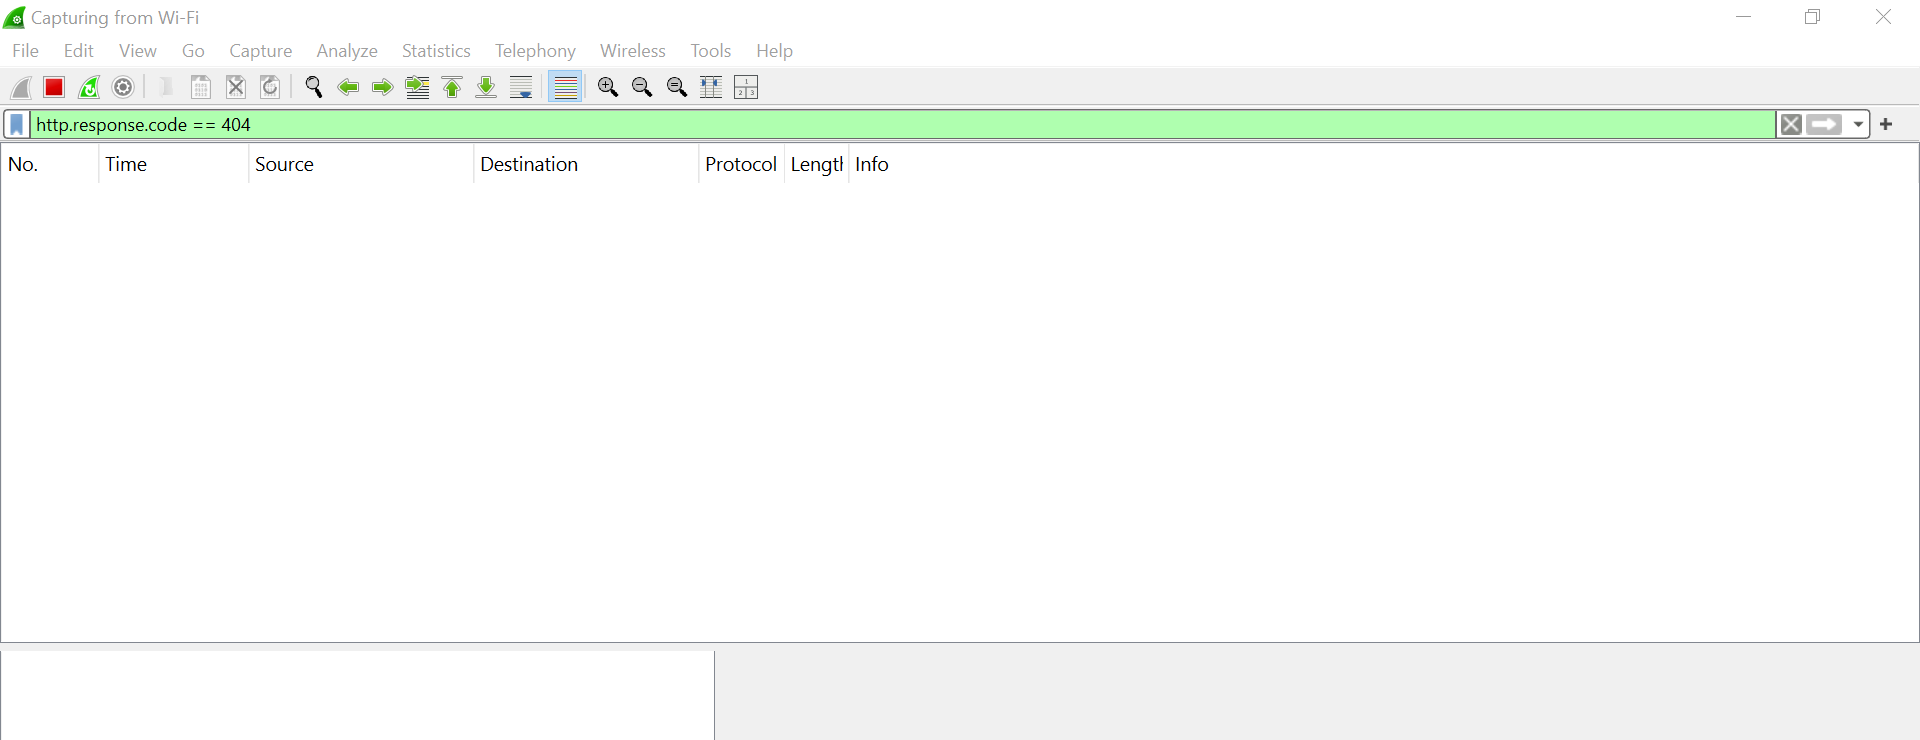 Capturing from Wi-Fi
File Edit View Go Capture Analyze Statistics Telephony Wireless Tools Help
http.response.code == 404
No. Time Source Destination Protocol Lengtl Info